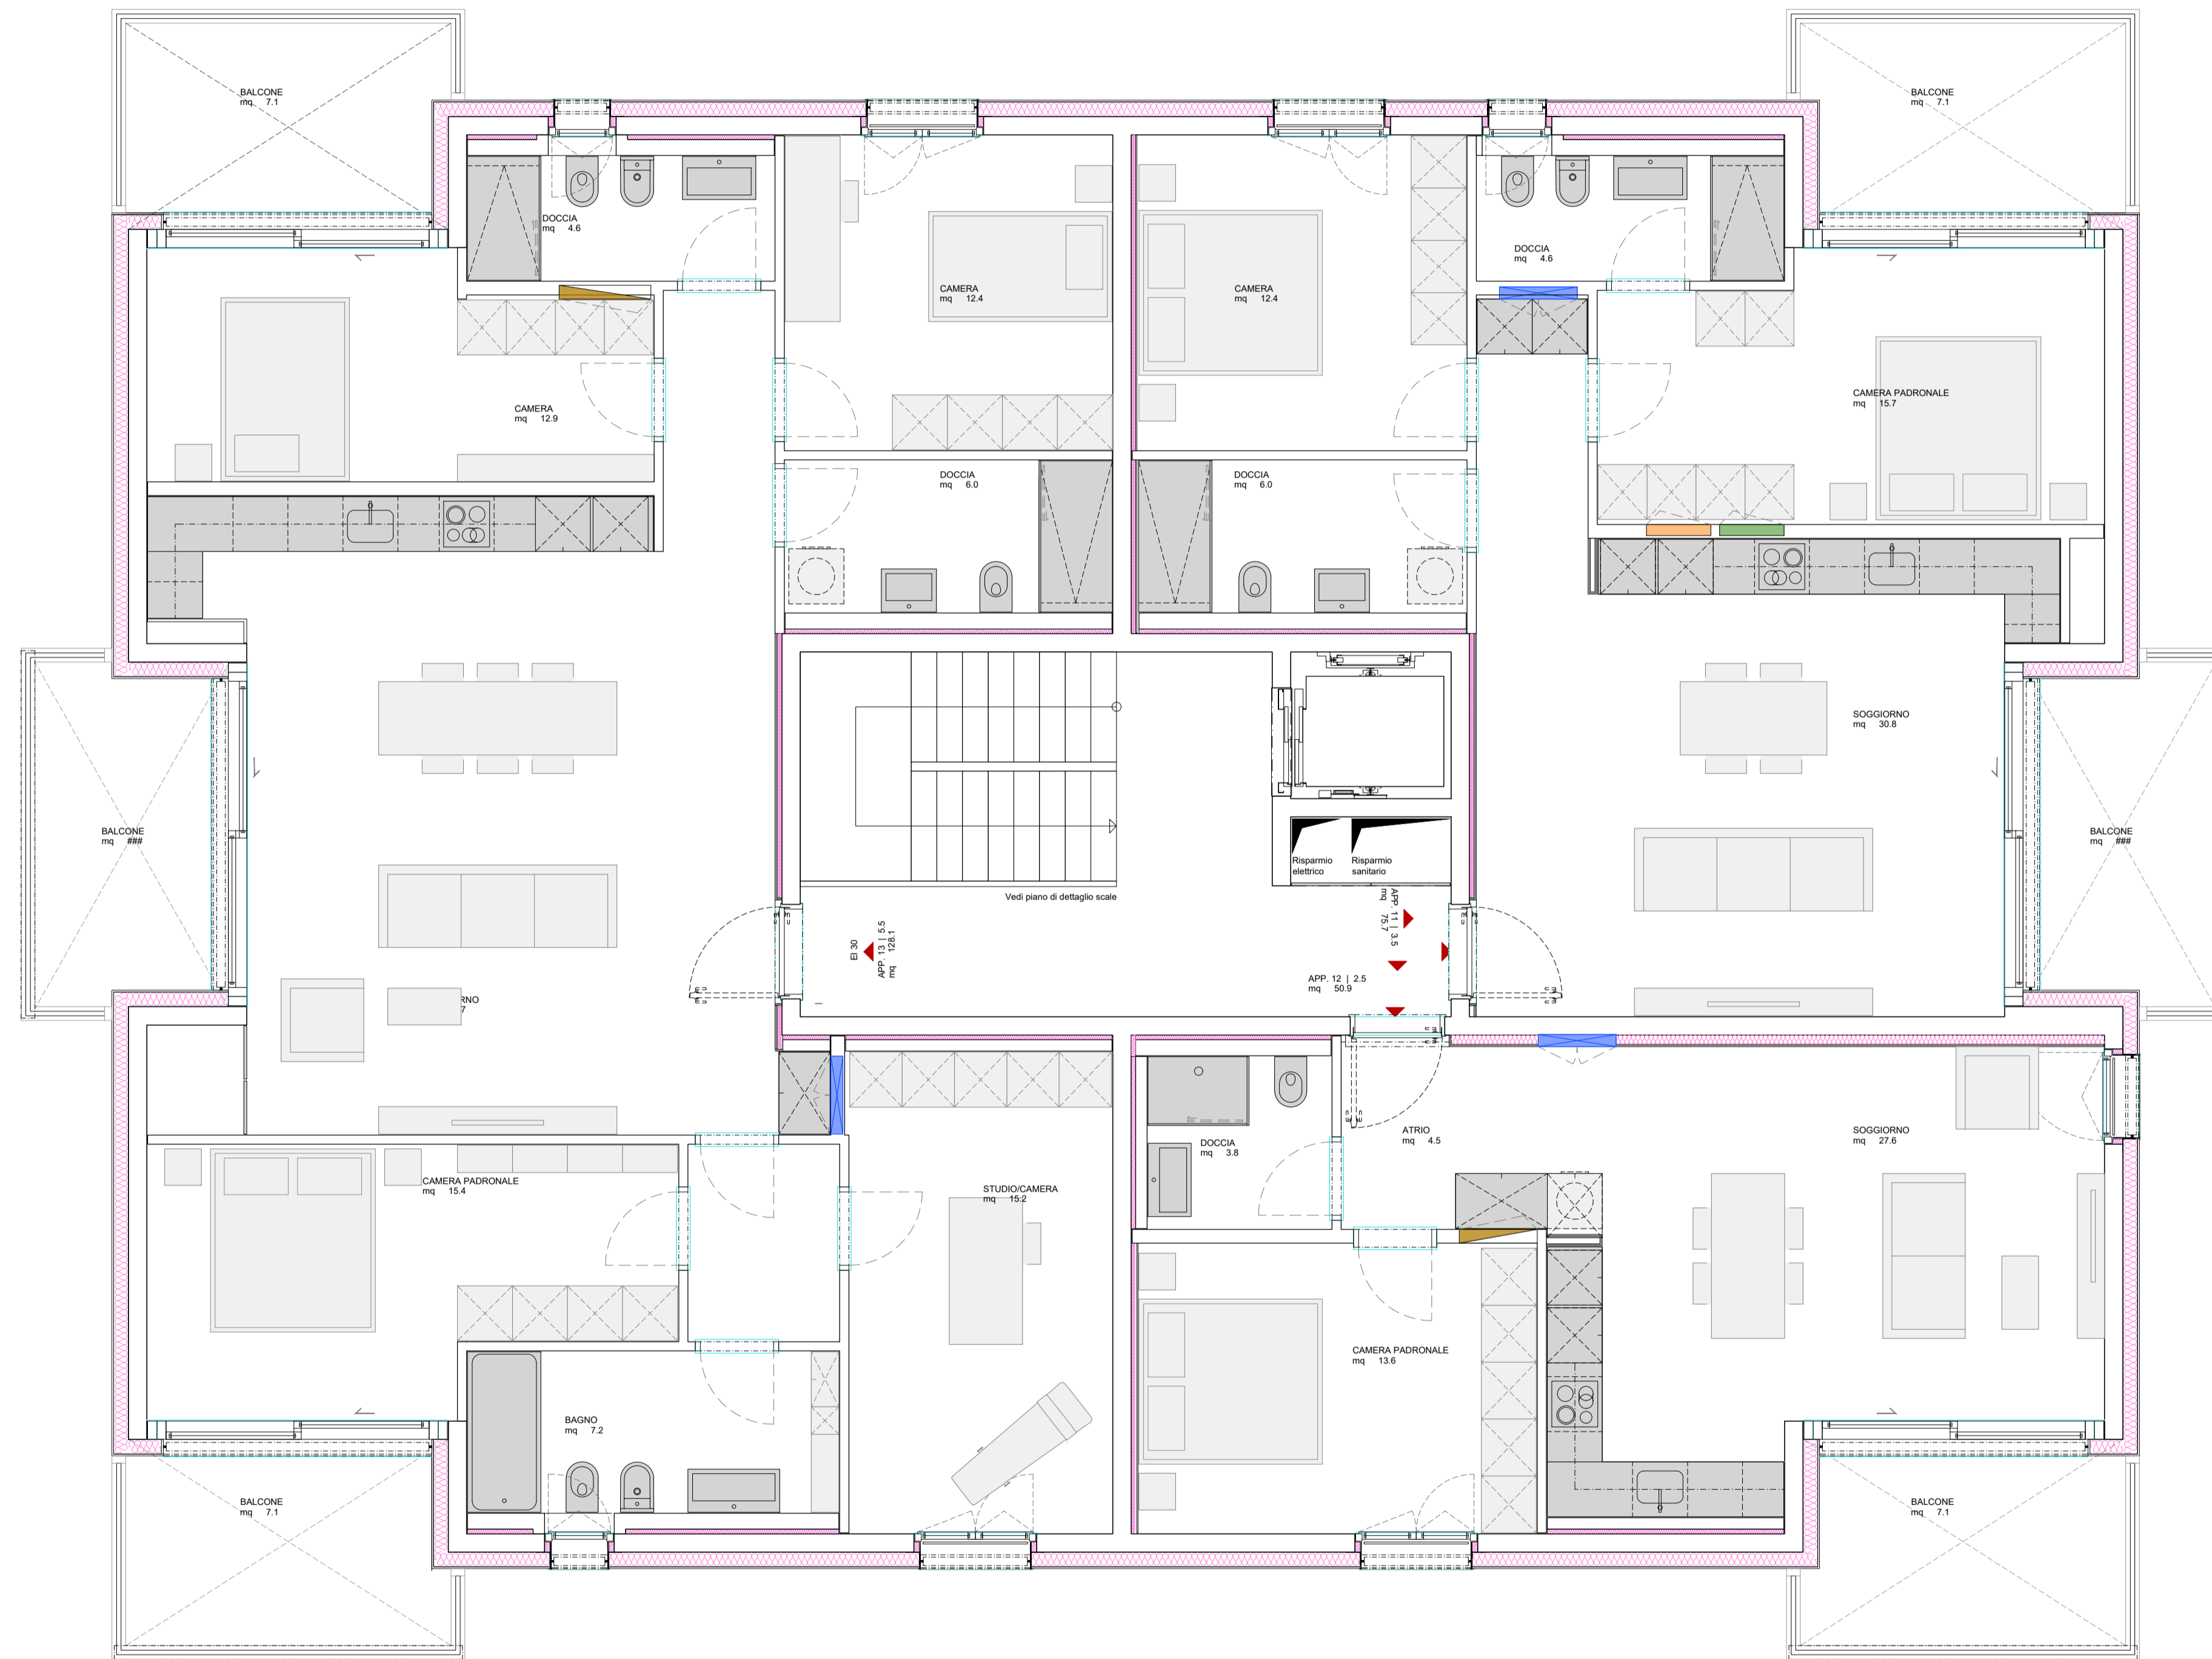 BALCONE
mq 7.1
BALCONE
mq 7.1
DOCCIA
mq 4.6
DOCCIA
mq 4.6
CAMERA
mq 12.4
CAMERA
mq 12.4
CAMERA
mq 12.9
CAMERA PADRONALE
mq 15.7
DOCCIA
mq 6.0
DOCCIA
mq 6.0
SOGGIORNO
mq 30.8
BALCONE
mq ###
BALCONE
mq ###
Risparmio
elettrico
Risparmio
sanitario
Vedi piano di dettaglio scale
EI 30
APP. 13 | 5.5
mq 128.1
APP. 11 | 3.5
mq 75.7
APP. 12 | 2.5
mq 50.9
RNO
7
DOCCIA
mq 3.8
ATRIO
mq 4.5
SOGGIORNO
mq 27.6
CAMERA PADRONALE
mq 15.4
STUDIO/CAMERA
mq 15.2
CAMERA PADRONALE
mq 13.6
BAGNO
mq 7.2
BALCONE
mq 7.1
BALCONE
mq 7.1